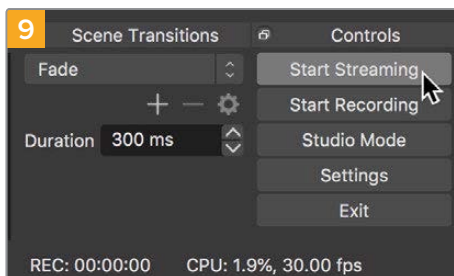 9
Scene Transitions
Controls
Fade
Start Streaming
Start Recording
Duration 300 ms
Studio Mode
Settings
Exit
REC: 00:00:00 CPU: 1.9%, 30.00 fps